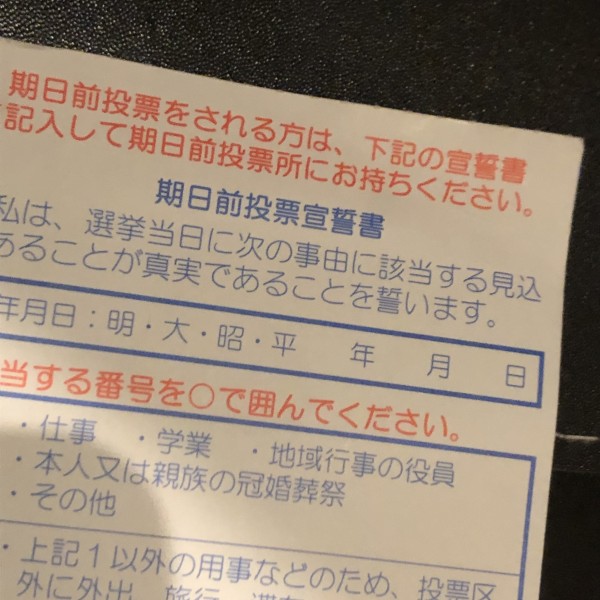 期日前投票をされる方は、下記の宣誓書
記入して期日前投票所にお持ちください。
期日前投票宣誓書
私は、選挙当日に次の事由に該当する見込
あることが真実であることを誓います。
年月日：明・大・昭・平　年　月　日
当する番号を○で囲んでください。
・仕事　・学業　・地域行事の役員
・本人又は親族の冠婚葬祭
・その他
・上記１以外の用事などのため、投票区
外に外出、旅行、滞在